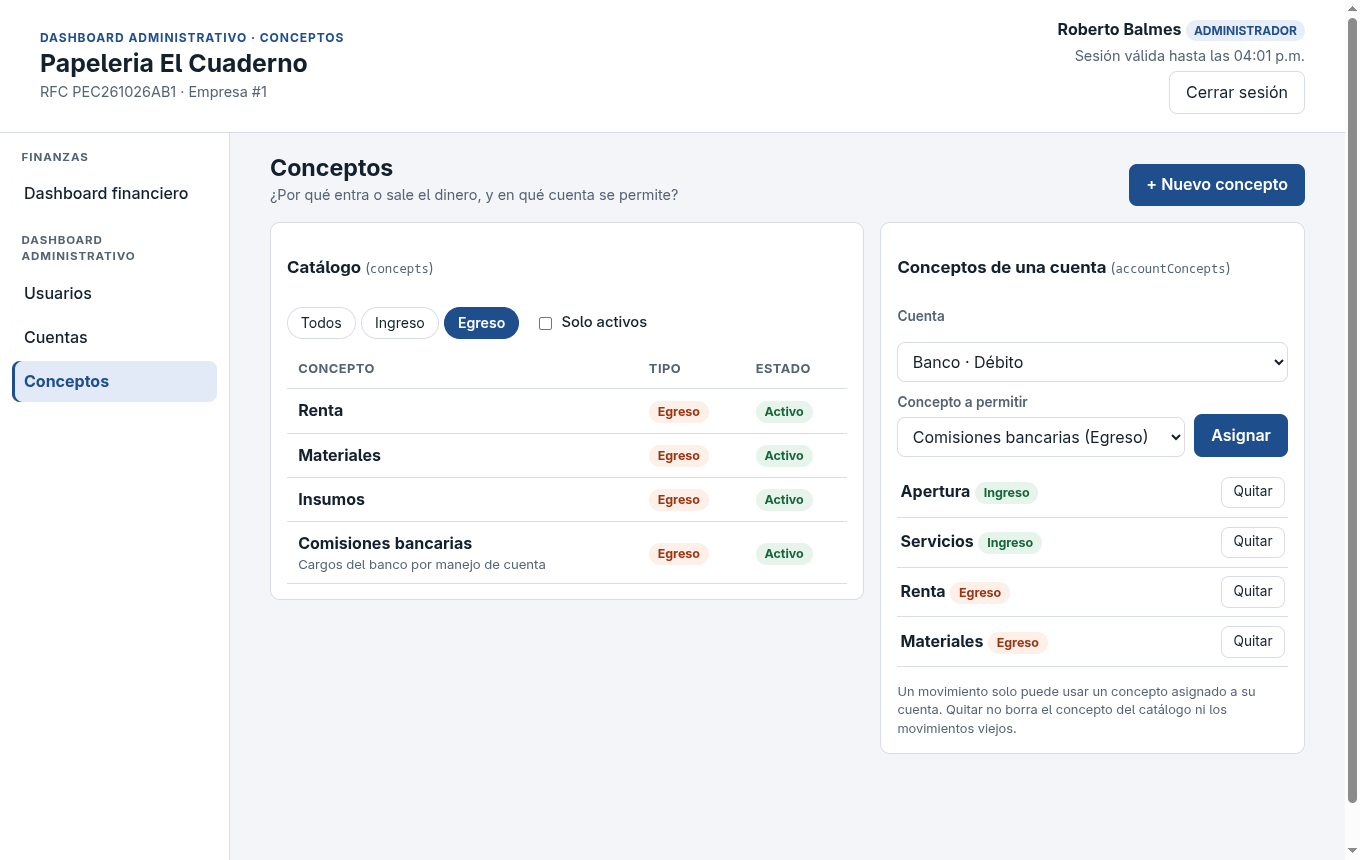 DASHBOARD ADMINISTRATIVO · CONCEPTOS
Papeleria El Cuaderno
RFC PEC261026AB1 · Empresa #1
Roberto Balmes ADMINISTRADOR
Sesión válida hasta las 04:01 p.m.
Cerrar sesión
FINANZAS
Dashboard financiero
DASHBOARD
ADMINISTRATIVO
Usuarios
Cuentas
Conceptos
Conceptos
¿Por qué entra o sale el dinero, y en qué cuenta se permite?
+ Nuevo concepto
Catálogo (concepts)
Todos Ingreso Egreso Solo activos
CONCEPTO TIPO ESTADO
Renta Egreso Activo
Materiales Egreso Activo
Insumos Egreso Activo
Comisiones bancarias Egreso Activo
Cargos del banco por manejo de cuenta
Conceptos de una cuenta (accountConcepts)
Cuenta
Banco · Débito
Concepto a permitir
Comisiones bancarias (Egreso) Asignar
Apertura Ingreso Quitar
Servicios Ingreso Quitar
Renta Egreso Quitar
Materiales Egreso Quitar
Un movimiento solo puede usar un concepto asignado a su
cuenta. Quitar no borra el concepto del catálogo ni los
movimientos viejos.